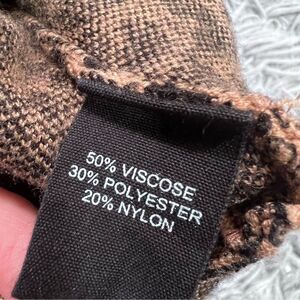 50% VISCOSE
30% POLYESTER
20% NYLON